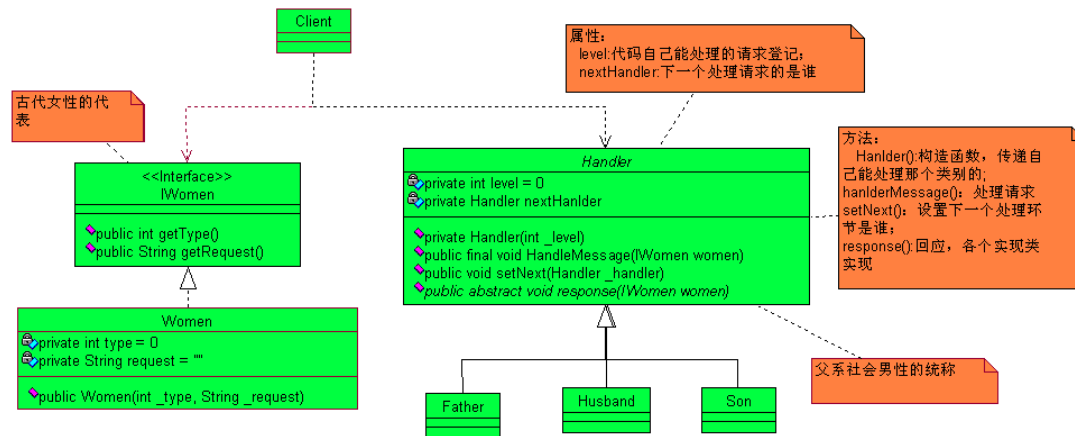 Client
属性：
level:代码自己能处理的请求登记；
nextHandler:下一个处理请求的是谁
古代女性的代
表
<<Interface>>
IWomen
public int getType()
public String getRequest()
Handler
private int level = 0
private Handler nextHanlder
private Handler(int _level)
public final void HandleMessage(IWomen women)
public void setNext(Handler _handler)
public abstract void response(IWomen women)
方法：
Hanlder():构造函数，传递自
己能处理那个类别的;
hanlderMessage()：处理请求
setNext()：设置下一个处理环
节是谁；
response():回应，各个实现类
实现
Women
private int type = 0
private String request = ""
public Women(int _type, String _request)
父系社会男性的统称
Father
Husband
Son